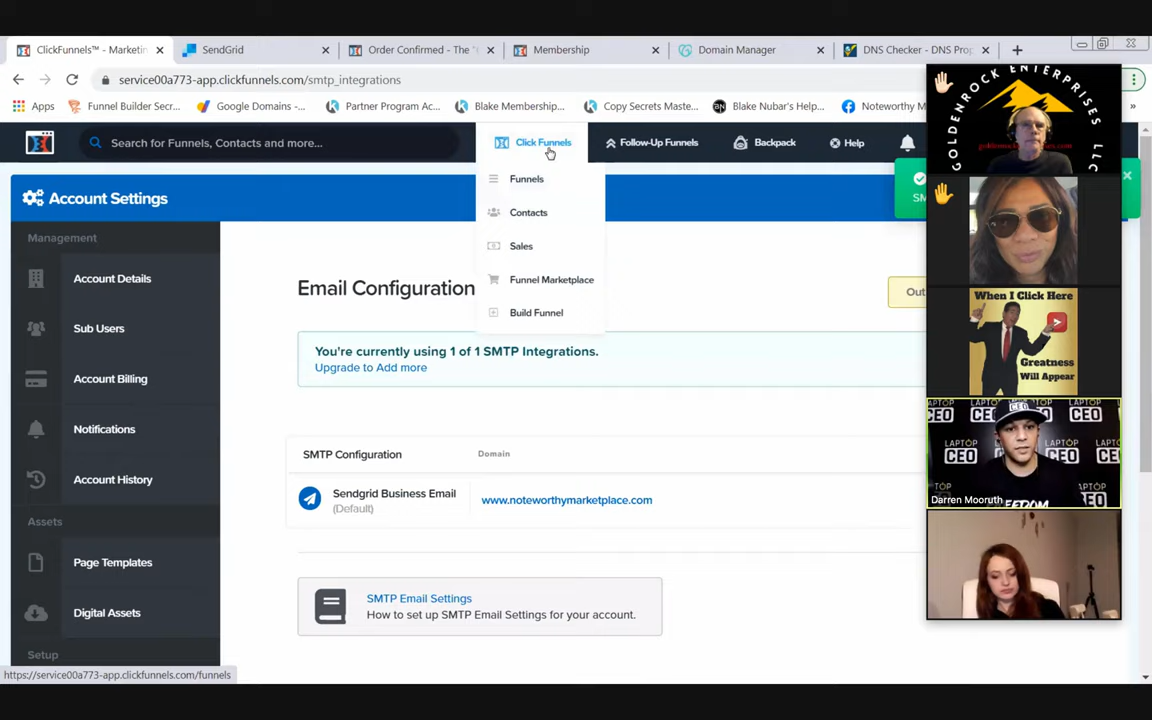 ClickFunnels™ - Marketin
SendGrid
Order Confirmed - The "
Membership
Domain Manager
DNS Checker - DNS Prop
service00a773-app.clickfunnels.com/smtp_integrations
Apps
Funnel Builder Secr...
Google Domains -...
Partner Program Ac...
Blake Membership...
Copy Secrets Maste...
Blake Nubar's Help...
Noteworthy M
Search for Funnels, Contacts and more...
Click Funnels
Follow-Up Funnels
Backpack
Help
SM
Account Settings
Management
Account Details
Sub Users
Account Billing
Notifications
Account History
Assets
Page Templates
Digital Assets
Setup
Funnels
Contacts
Sales
Funnel Marketplace
Build Funnel
Email Configuration
Out
You're currently using 1 of 1 SMTP Integrations.
Upgrade to Add more
SMTP Configuration
Domain
Sendgrid Business Email
(Default)
www.noteworthymarketplace.com
SMTP Email Settings
How to set up SMTP Email Settings for your account.
https://service00a773-app.clickfunnels.com/funnels
GOLDENROCK ENTERPRISES LLC
When I Click Here
Greatness
Will Appear
LAPTOP
CEO
Darren Mooruth